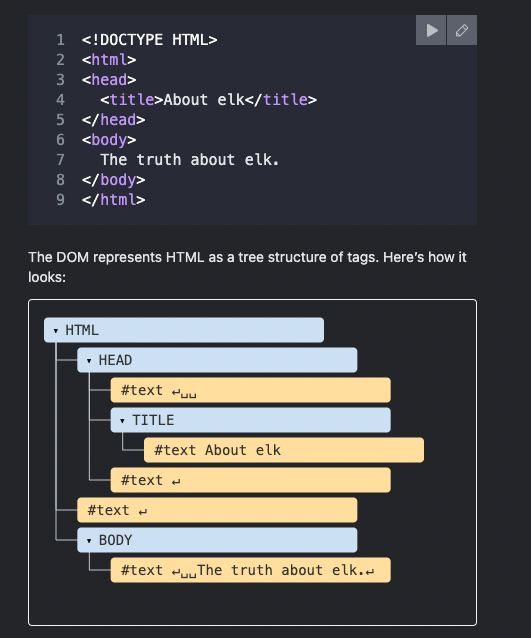 1 <!DOCTYPE HTML>
2 <html>
3 <head>
4   <title>About elk</title>
5 </head>
6 <body>
7   The truth about elk.
8 </body>
9 </html>
The DOM represents HTML as a tree structure of tags. Here’s how it
looks:
▾ HTML
▾ HEAD
#text ↵␣␣
▾ TITLE
#text About elk
#text ↵
#text ↵
▾ BODY
#text ↵␣␣The truth about elk.↵